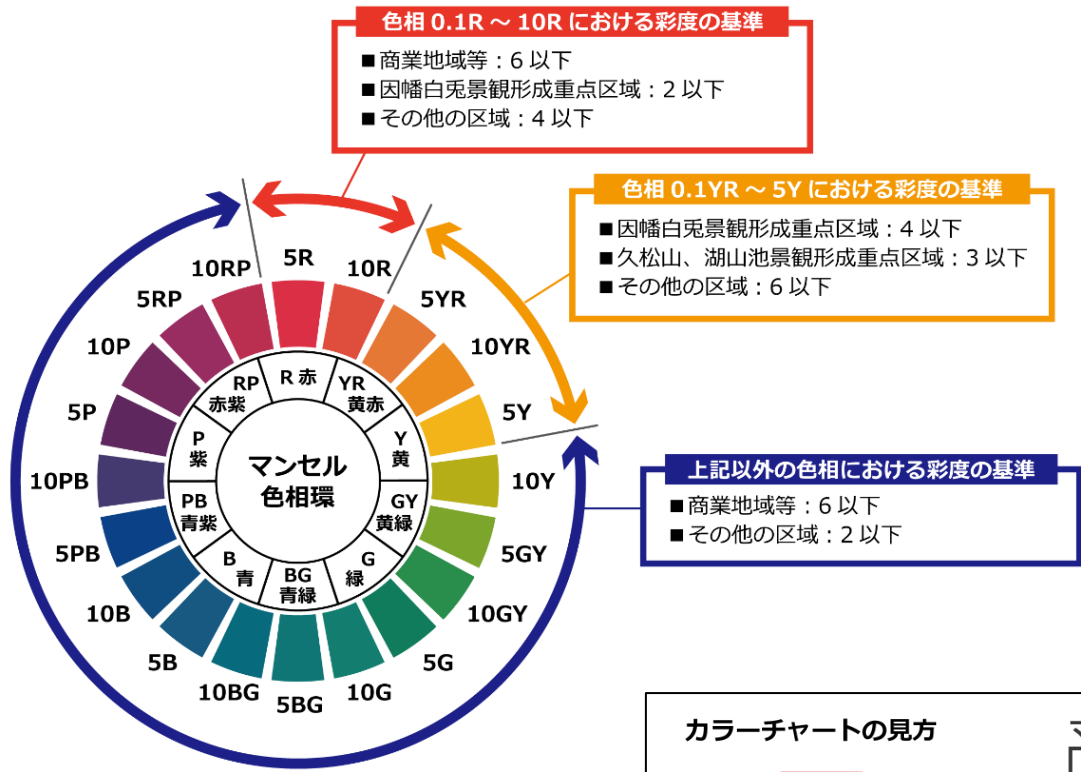 色相 0.1R ～ 10R における彩度の基準
■ 商業地域等：6 以下
■ 因幡白兎景観形成重点区域：2 以下
■ その他の区域：4 以下
色相 0.1YR ～ 5Y における彩度の基準
■ 因幡白兎景観形成重点区域：4 以下
■ 久松山、湖山池景観形成重点区域：3 以下
■ その他の区域：6 以下
上記以外の色相における彩度の基準
■ 商業地域等：6 以下
■ その他の区域：2 以下
5R
10R
5YR
10YR
5Y
10Y
5GY
10GY
5G
10G
5BG
10BG
5B
10B
5PB
10PB
5P
10P
5RP
10RP
R 赤
YR
黄赤
Y
黄
GY
黄緑
G
緑
BG
青緑
B
青
PB
青紫
P
紫
RP
赤紫
マンセル
色相環
カラーチャートの見方